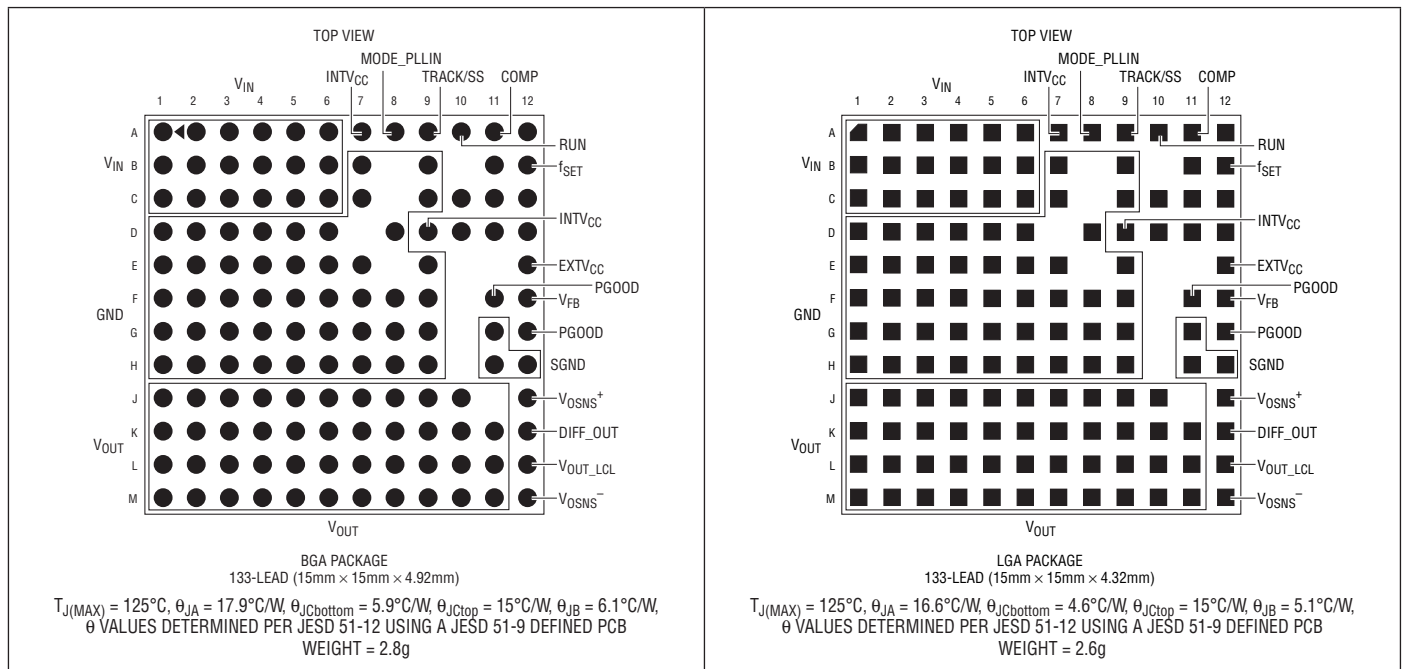 TOP VIEW
MODE_PLLIN
V_IN INTV_CC TRACK/SS COMP
1 2 3 4 5 6 7 8 9 10 11 12
A
RUN
V_IN B f_SET
C
INTV_CC
D
E EXTV_CC
PGOOD
F V_FB
GND
G PGOOD
H SGND
J V_OSNS^+
K DIFF_OUT
V_OUT
L V_OUT_LCL
M V_OSNS^–
V_OUT
BGA PACKAGE
133-LEAD (15mm × 15mm × 4.92mm)
T_J(MAX) = 125°C, θ_JA = 17.9°C/W, θ_JCbottom = 5.9°C/W, θ_JCtop = 15°C/W, θ_JB = 6.1°C/W,
θ VALUES DETERMINED PER JESD 51-12 USING A JESD 51-9 DEFINED PCB
WEIGHT = 2.8g
TOP VIEW
MODE_PLLIN
V_IN INTV_CC TRACK/SS COMP
1 2 3 4 5 6 7 8 9 10 11 12
A
RUN
V_IN B f_SET
C
INTV_CC
D
E EXTV_CC
PGOOD
F V_FB
GND
G PGOOD
H SGND
J V_OSNS^+
K DIFF_OUT
V_OUT
L V_OUT_LCL
M V_OSNS^–
V_OUT
LGA PACKAGE
133-LEAD (15mm × 15mm × 4.32mm)
T_J(MAX) = 125°C, θ_JA = 16.6°C/W, θ_JCbottom = 4.6°C/W, θ_JCtop = 15°C/W, θ_JB = 5.1°C/W,
θ VALUES DETERMINED PER JESD 51-12 USING A JESD 51-9 DEFINED PCB
WEIGHT = 2.6g